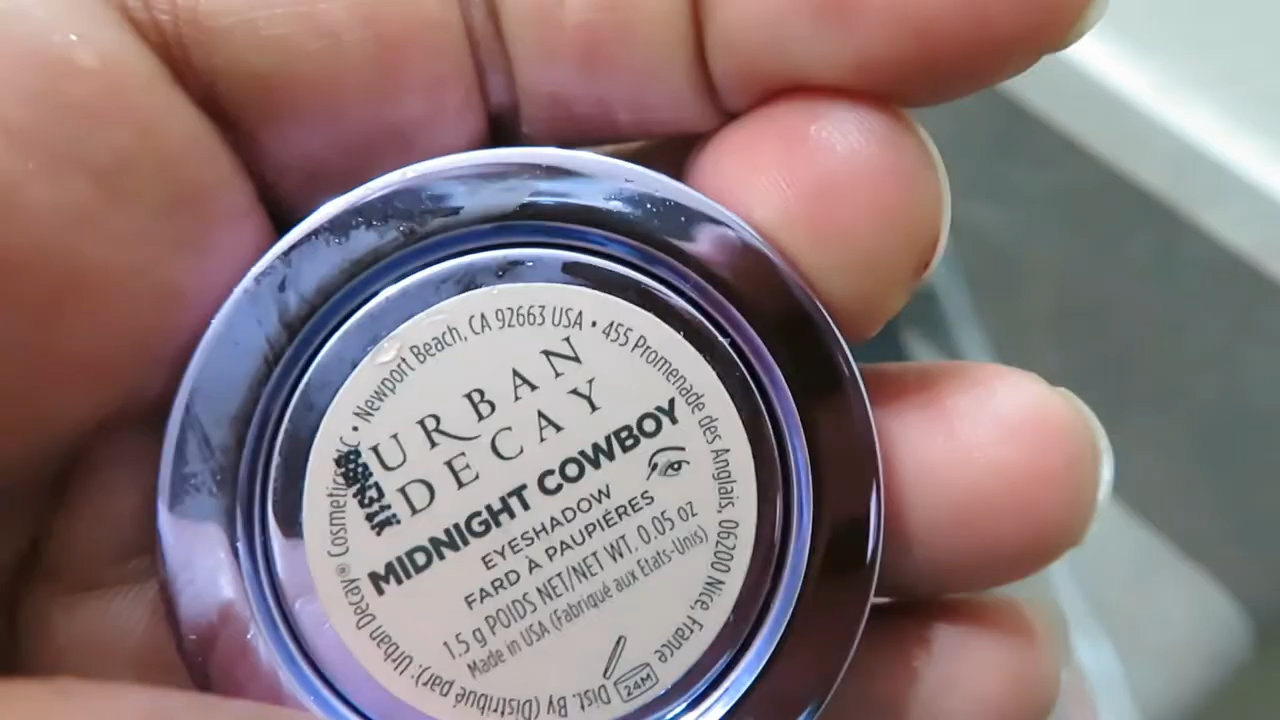 URBAN
DECAY
MIDNIGHT COWBOY
EYESHADOW
FARD À PAUPIÉRES
1.5 g POIDS NET/NET WT. 0.05 oz
Made in USA (Fabriqué aux Etats-Unis)
24M
Dist. By (Distribué par): Urban Decay® Cosmetics • Newport Beach, CA 92663 USA • 455 Promenade des Anglais, 06200 Nice, France